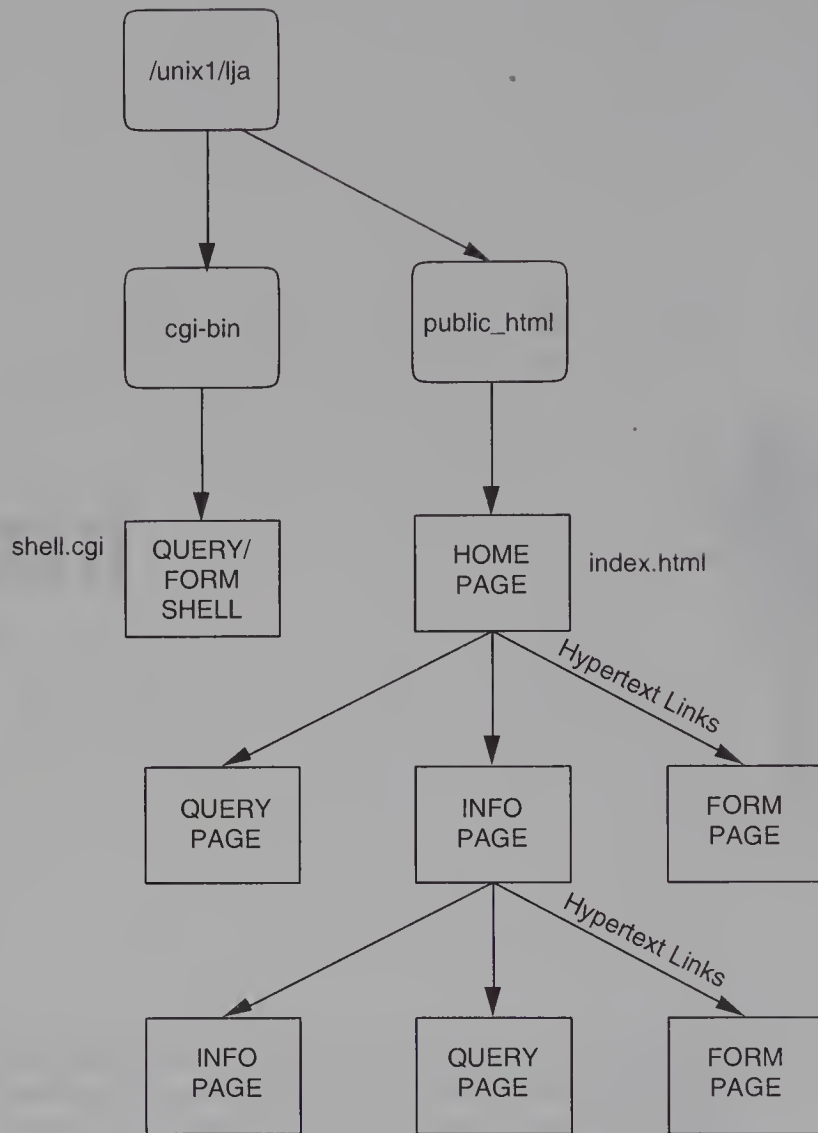 /unix1/lja
cgi-bin
public_html
shell.cgi
QUERY/
FORM
SHELL
HOME
PAGE
index.html
Hypertext Links
QUERY
PAGE
INFO
PAGE
FORM
PAGE
Hypertext Links
INFO
PAGE
QUERY
PAGE
FORM
PAGE